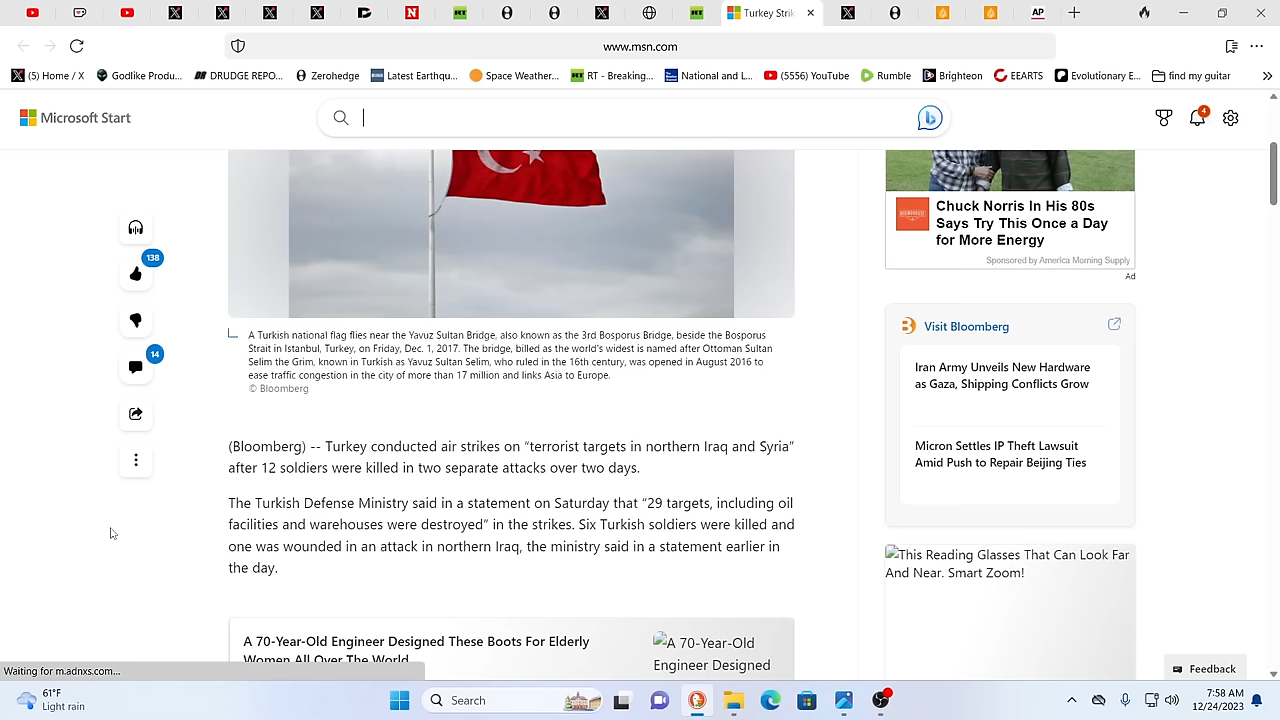 Turkey Strik
www.msn.com
(5) Home / X
Godlike Produ...
DRUDGE REPO...
Zerohedge
Latest Earthqu...
Space Weather...
RT - Breaking...
National and L...
(5556) YouTube
Rumble
Brighteon
EEARTS
Evolutionary E...
find my guitar
Microsoft Start
4
138
14
A Turkish national flag flies near the Yavuz Sultan Bridge, also known as the 3rd Bosporus Bridge, beside the Bosporus
Strait in Istanbul, Turkey, on Friday, Dec. 1, 2017. The bridge, billed as the world's widest is named after Ottoman Sultan
Selim the Grim, known in Turkish as Yavuz Sultan Selim, who ruled in the 16th century, was opened in August 2016 to
ease traffic congestion in the city of more than 17 million and links Asia to Europe.
© Bloomberg
(Bloomberg) -- Turkey conducted air strikes on “terrorist targets in northern Iraq and Syria”
after 12 soldiers were killed in two separate attacks over two days.
The Turkish Defense Ministry said in a statement on Saturday that “29 targets, including oil
facilities and warehouses were destroyed” in the strikes. Six Turkish soldiers were killed and
one was wounded in an attack in northern Iraq, the ministry said in a statement earlier in
the day.
A 70-Year-Old Engineer Designed These Boots For Elderly
Women All Over The World
A 70-Year-Old
Engineer Designed
Chuck Norris In His 80s
Says Try This Once a Day
for More Energy
Sponsored by America Morning Supply
Ad
Visit Bloomberg
Iran Army Unveils New Hardware
as Gaza, Shipping Conflicts Grow
Micron Settles IP Theft Lawsuit
Amid Push to Repair Beijing Ties
This Reading Glasses That Can Look Far
And Near. Smart Zoom!
Feedback
Waiting for m.adnxs.com...
61°F
Light rain
Search
7:58 AM
12/24/2023